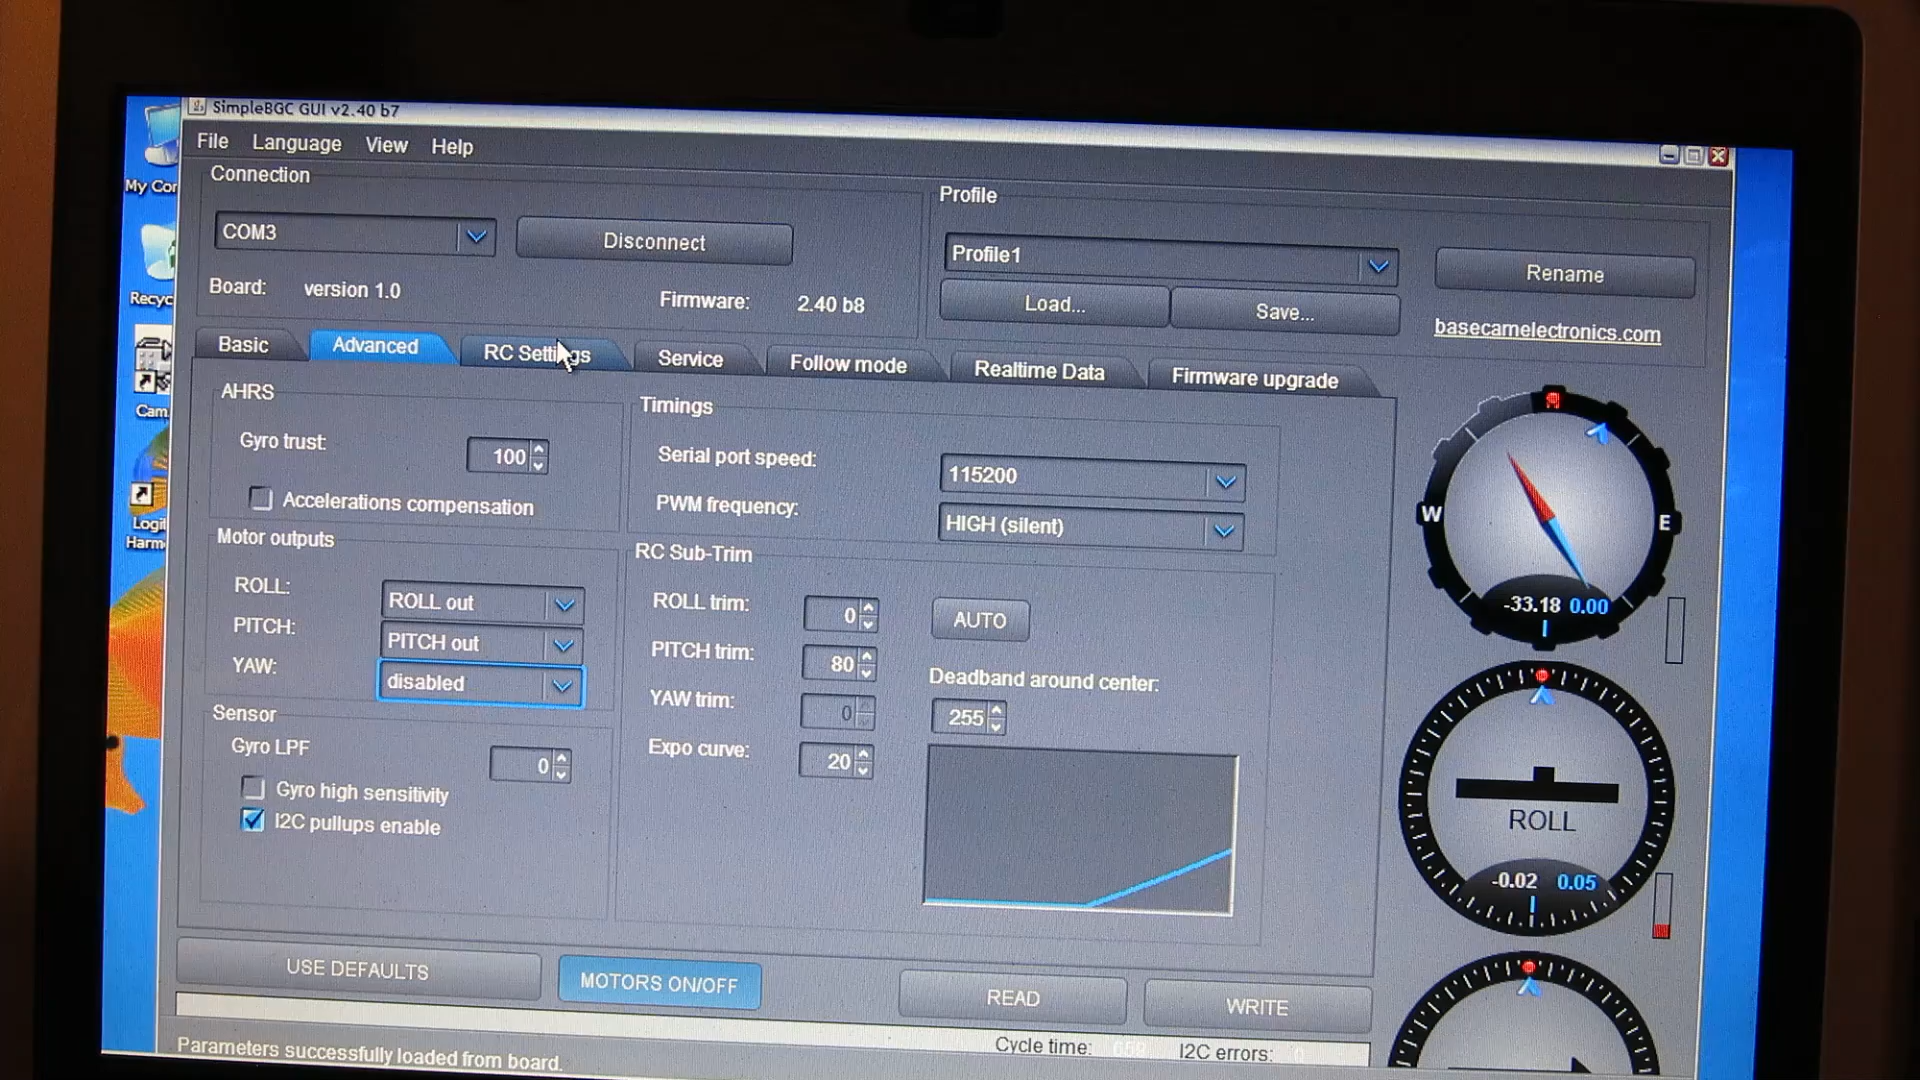 SimpleBGC GUI v2.40 b7
File Language View Help
Connection
COM3
Disconnect
Board: version 1.0
Firmware: 2.40 b8
Profile
Profile1
Rename
Load...
Save...
basecamelectronics.com
Basic
Advanced
RC Settings
Service
Follow mode
Realtime Data
Firmware upgrade
AHRS
Gyro trust: 100
Accelerations compensation
Motor outputs
ROLL: ROLL out
PITCH: PITCH out
YAW: disabled
Sensor
Gyro LPF 0
Gyro high sensitivity
I2C pullups enable
Timings
Serial port speed: 115200
PWM frequency: HIGH (silent)
RC Sub-Trim
ROLL trim: 0
AUTO
PITCH trim: 80
Deadband around center:
YAW trim: 0
255
Expo curve: 20
USE DEFAULTS
MOTORS ON/OFF
READ
WRITE
Parameters successfully loaded from board.
Cycle time:
I2C errors:
W
E
-33.18 0.00
ROLL
-0.02 0.05
My Co
Recyc
Cam
Logit
Harm